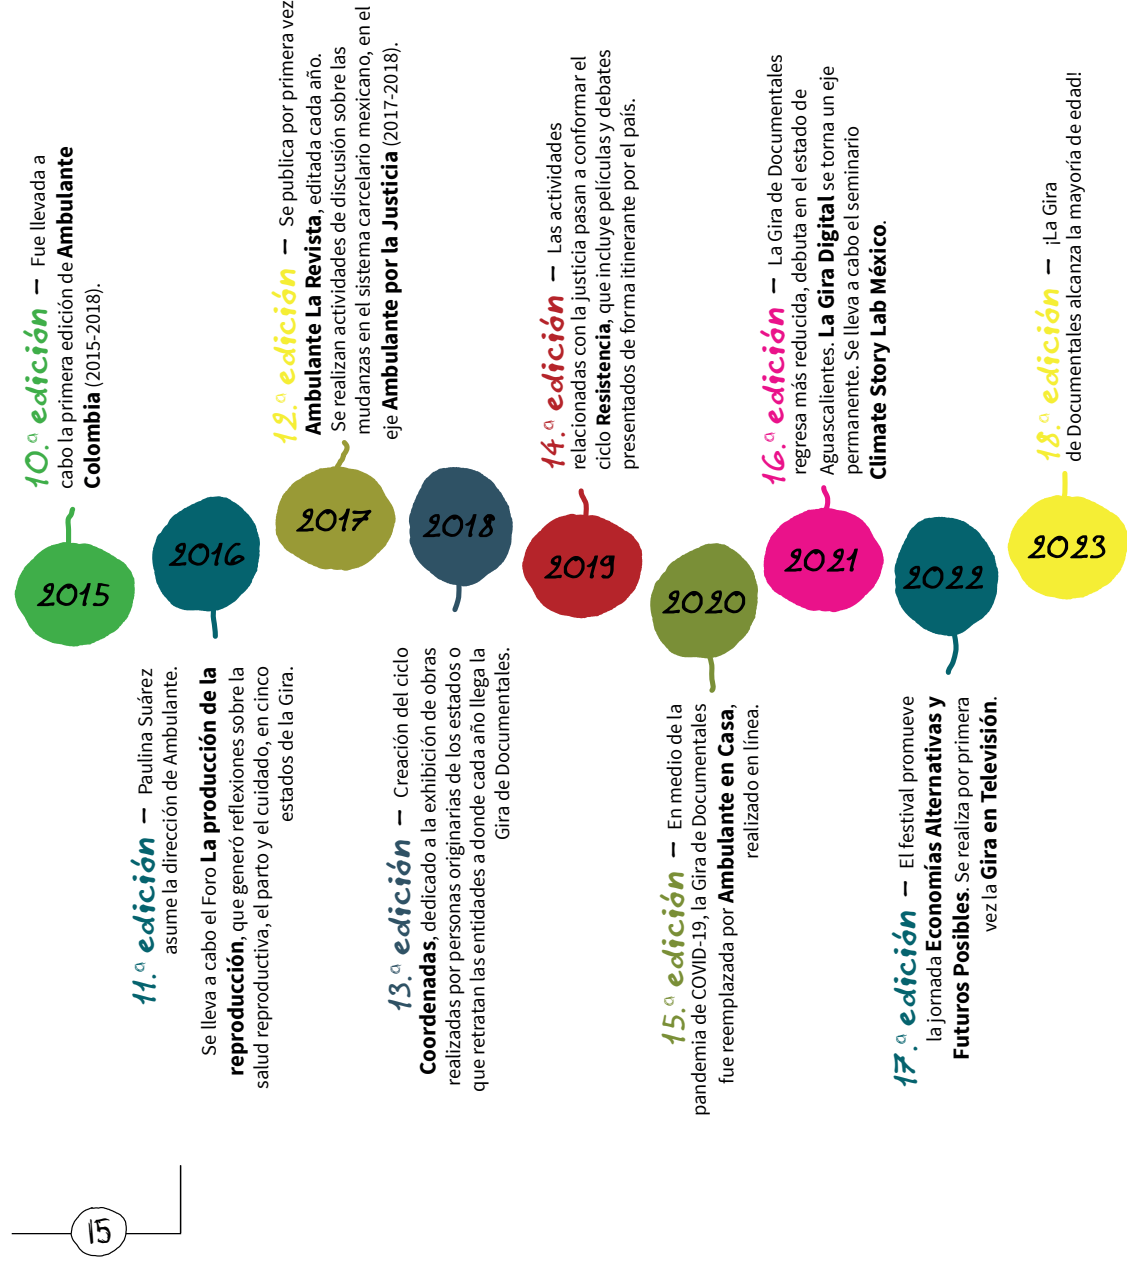 10.ª edición — Fue llevada a
cabo la primera edición de Ambulante
Colombia (2015-2018).
2015
2016
11.ª edición — Paulina Suárez
asume la dirección de Ambulante.
Se lleva a cabo el Foro La producción de la
reproducción, que generó reflexiones sobre la
salud reproductiva, el parto y el cuidado, en cinco
estados de la Gira.
12.ª edición — Se publica por primera vez
Ambulante La Revista, editada cada año.
Se realizan actividades de discusión sobre las
mudanzas en el sistema carcelario mexicano, en el
eje Ambulante por la Justicia (2017-2018).
2017
2018
13.ª edición — Creación del ciclo
Coordenadas, dedicado a la exhibición de obras
realizadas por personas originarias de los estados o
que retratan las entidades a donde cada año llega la
Gira de Documentales.
14.ª edición — Las actividades
relacionadas con la justicia pasan a conformar el
ciclo Resistencia, que incluye películas y debates
presentados de forma itinerante por el país.
2019
2020
15.ª edición — En medio de la
pandemia de COVID-19, la Gira de Documentales
fue reemplazada por Ambulante en Casa,
realizado en línea.
16.ª edición — La Gira de Documentales
regresa más reducida, debuta en el estado de
Aguascalientes. La Gira Digital se torna un eje
permanente. Se lleva a cabo el seminario
Climate Story Lab México.
2021
2022
17.ª edición — El festival promueve
la jornada Economías Alternativas y
Futuros Posibles. Se realiza por primera
vez la Gira en Televisión.
18.ª edición — ¡La Gira
de Documentales alcanza la mayoría de edad!
2023
15